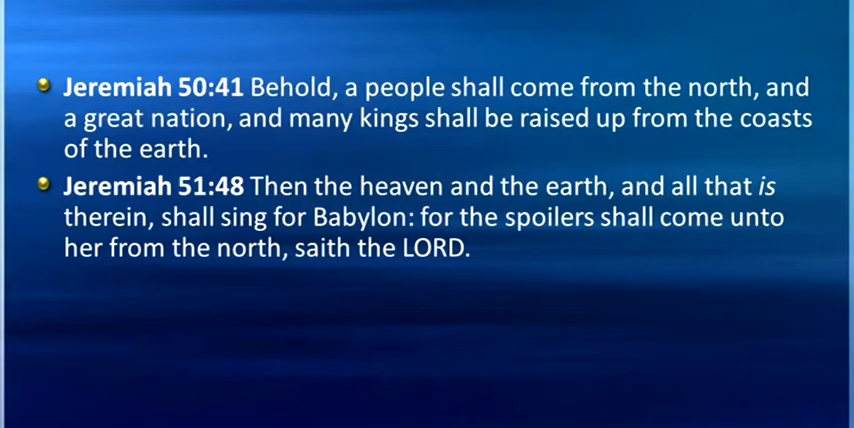 Jeremiah 50:41 Behold, a people shall come from the north, and
a great nation, and many kings shall be raised up from the coasts
of the earth.
Jeremiah 51:48 Then the heaven and the earth, and all that is
therein, shall sing for Babylon: for the spoilers shall come unto
her from the north, saith the LORD.